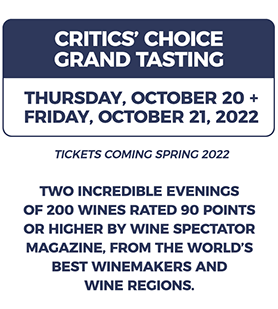 CRITICS' CHOICE
GRAND TASTING
THURSDAY, OCTOBER 20 +
FRIDAY, OCTOBER 21, 2022
TICKETS COMING SPRING 2022
TWO INCREDIBLE EVENINGS
OF 200 WINES RATED 90 POINTS
OR HIGHER BY WINE SPECTATOR
MAGAZINE, FROM THE WORLD'S
BEST WINEMAKERS AND
WINE REGIONS.